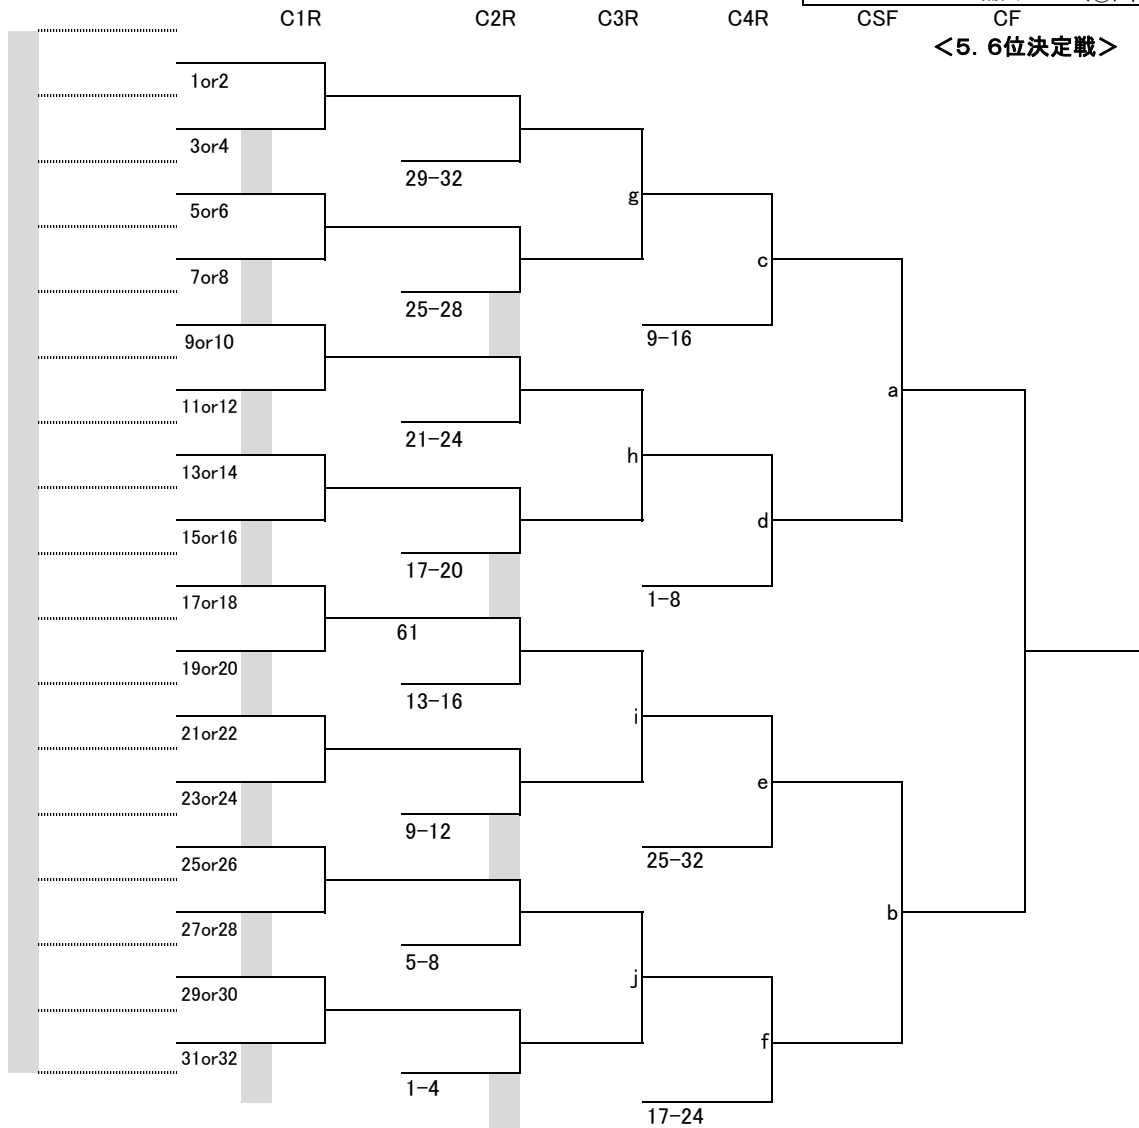 C1R C2R C3R C4R CSF CF
＜5．6位決定戦＞
1or2
3or4
29-32
5or6
g
7or8
c
25-28
9or10
9-16
a
11or12
21-24
h
13or14
d
15or16
17-20
1-8
17or18
61
19or20
13-16
i
21or22
e
23or24
9-12
25-32
25or26
b
27or28
5-8
j
29or30
f
31or32
1-4
17-24